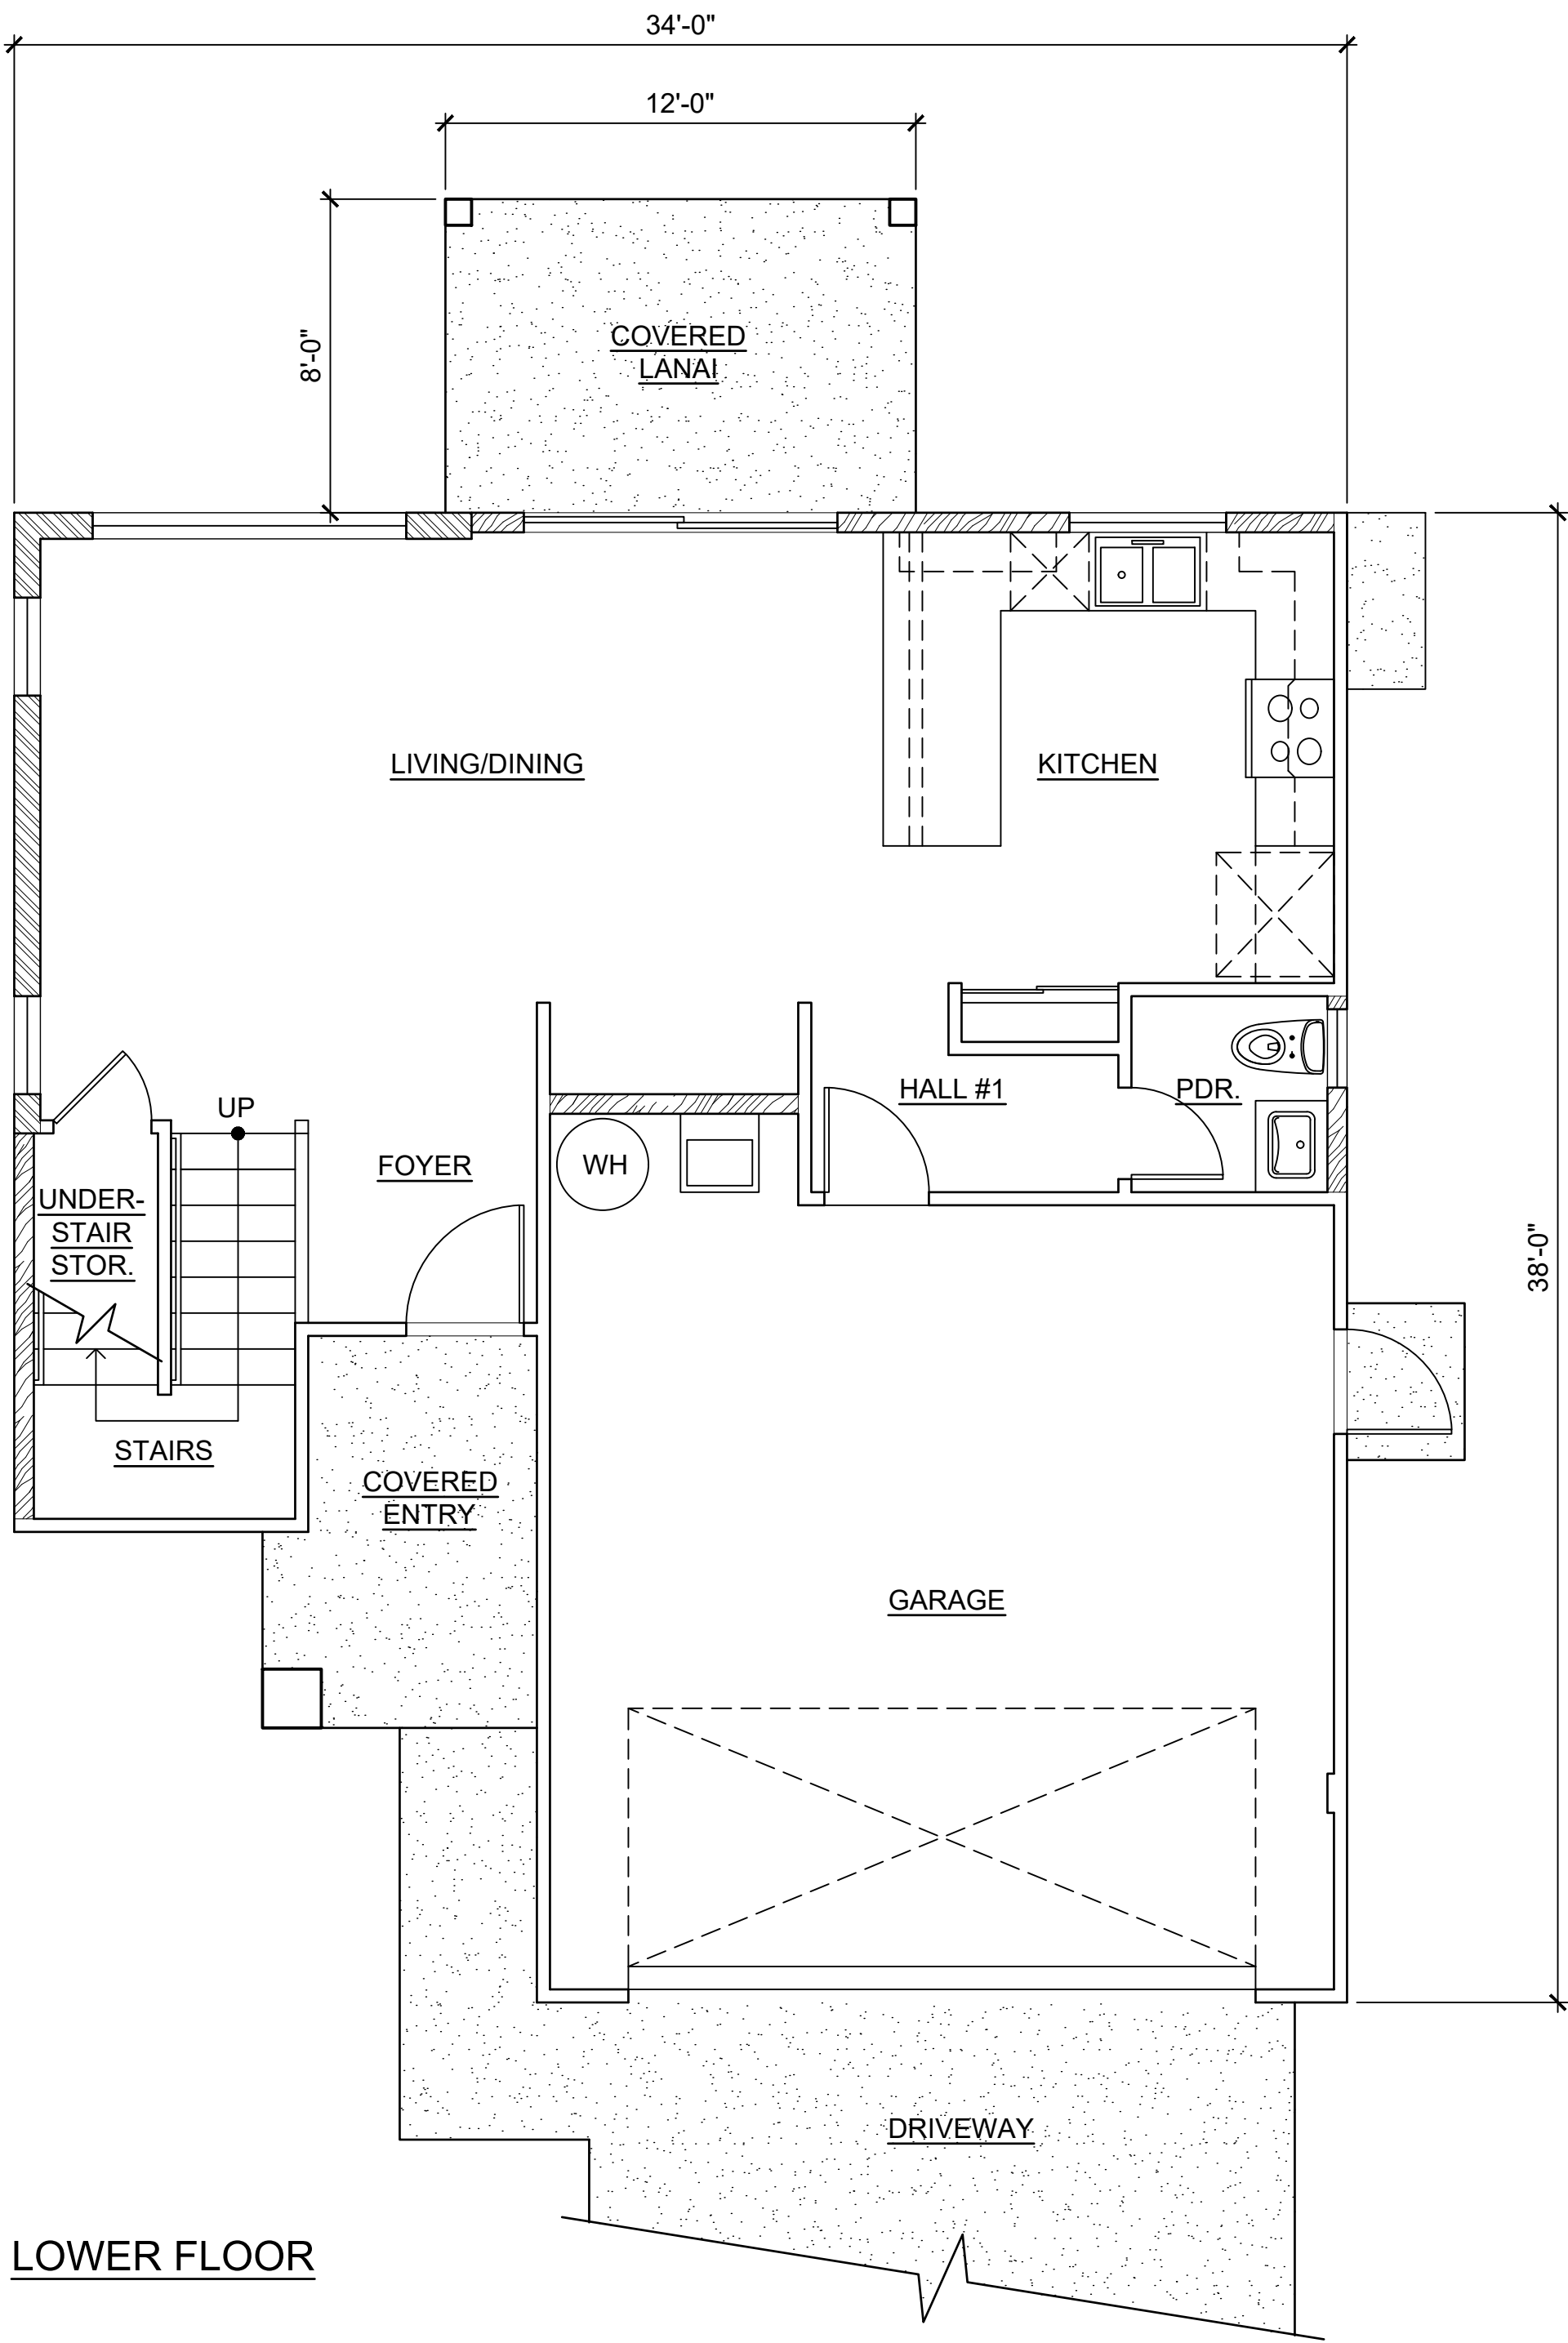 34'-0"
12'-0"
8'-0"
COVERED
LANAI
LIVING/DINING
KITCHEN
HALL #1
PDR.
UP
FOYER
WH
UNDER-
STAIR
STOR.
38'-0"
STAIRS
COVERED
ENTRY
GARAGE
DRIVEWAY
LOWER FLOOR